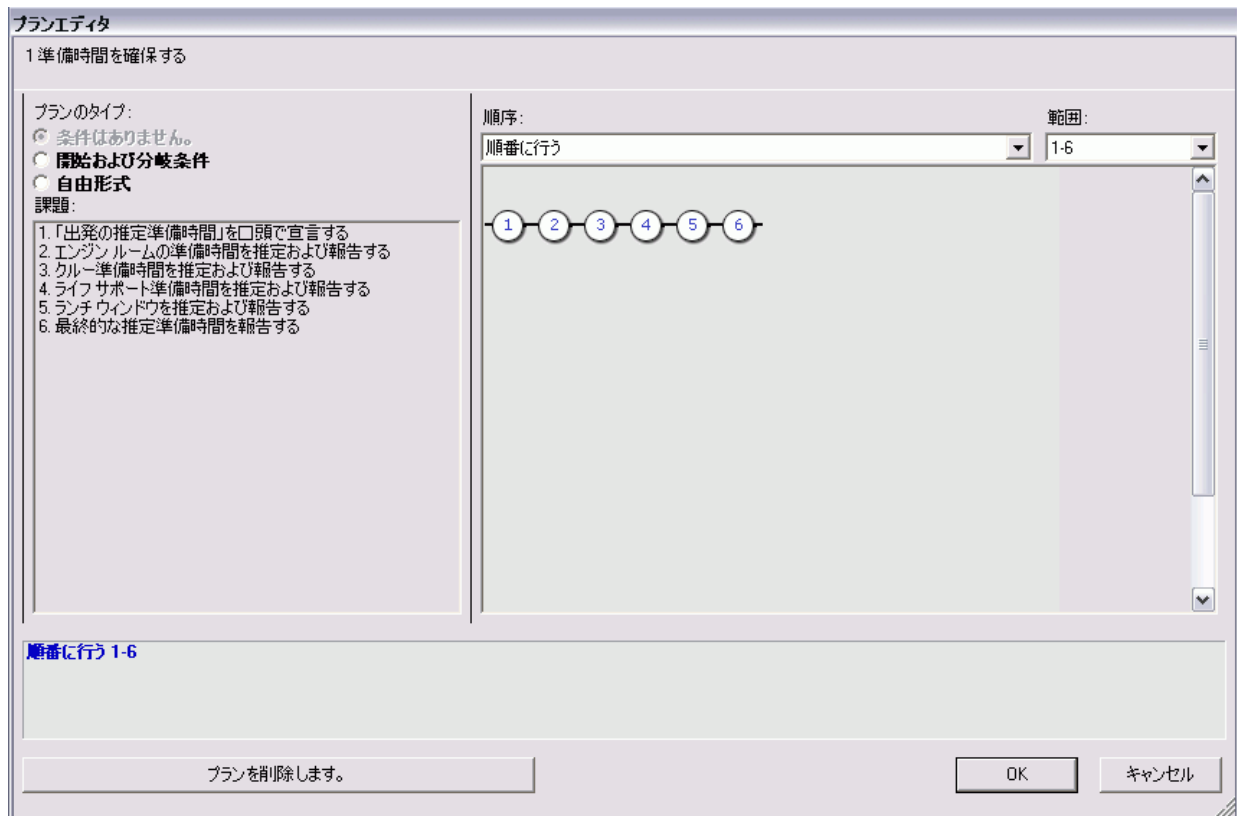 プランエディタ
1 準備時間を確保する
プランのタイプ:
条件はありません。
開始および分岐条件
自由形式
課題:
1. 「出発の推定準備時間」を口頭で宣言する
2. エンジン ルームの準備時間を推定および報告する
3. クルー準備時間を推定および報告する
4. ライフ サポート準備時間を推定および報告する
5. ランチ ウィンドウを推定および報告する
6. 最終的な推定準備時間を報告する
順序:
範囲:
順番に行う
1-6
1 2 3 4 5 6
順番に行う 1-6
プランを削除します。
OK
キャンセル